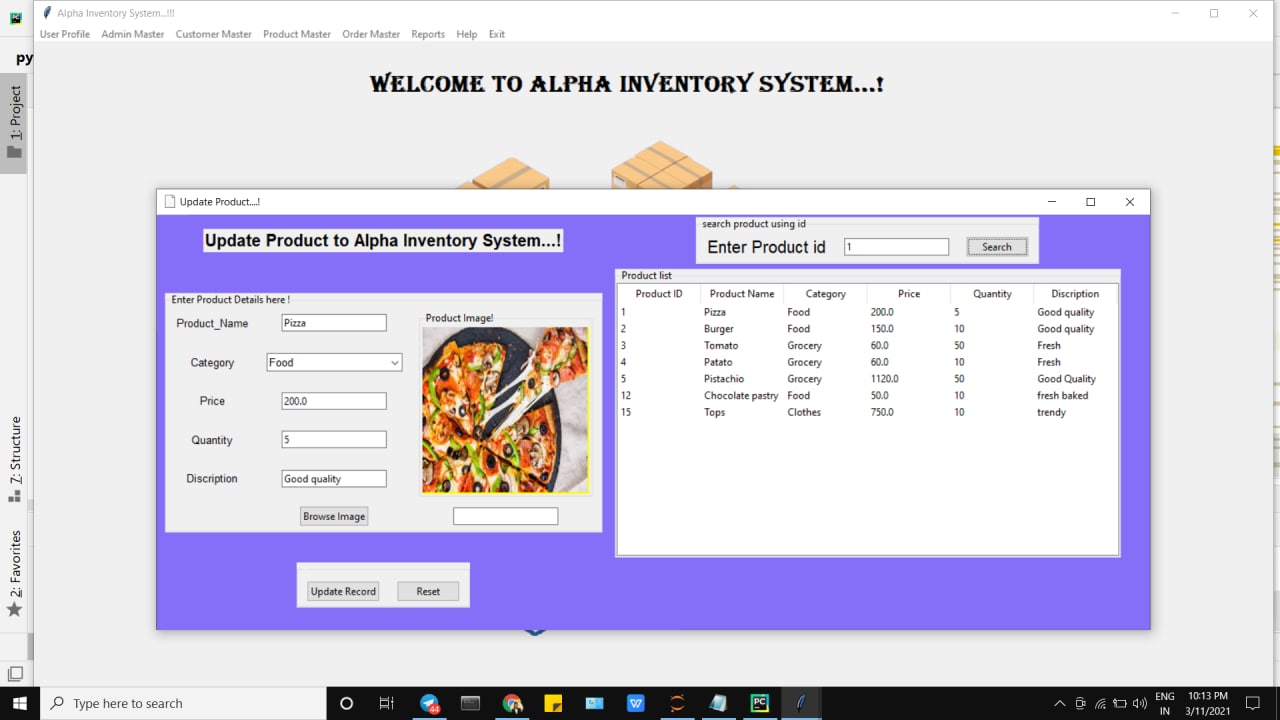 Alpha Inventory System...!!!
User Profile Admin Master Customer Master Product Master Order Master Reports Help Exit
py
1: Project
WELCOME TO ALPHA INVENTORY SYSTEM...!
Update Product....!
Update Product to Alpha Inventory System...!
search product using id
Enter Product id 1 Search
Enter Product Details here !
Product_Name Pizza
Category Food
Price 200.0
Quantity 5
Discription Good quality
Browse Image
Product Image!
Update Record Reset
Product list
Product ID Product Name Category Price Quantity Discription
1 Pizza Food 200.0 5 Good quality
2 Burger Food 150.0 10 Good quality
3 Tomato Grocery 60.0 50 Fresh
4 Patato Grocery 60.0 10 Fresh
5 Pistachio Grocery 1120.0 50 Good Quality
12 Chocolate pastry Food 50.0 10 fresh baked
15 Tops Clothes 750.0 10 trendy
7: Structure
2: Favorites
Type here to search
44
PC
W
PC
ENG
IN
10:13 PM
3/11/2021